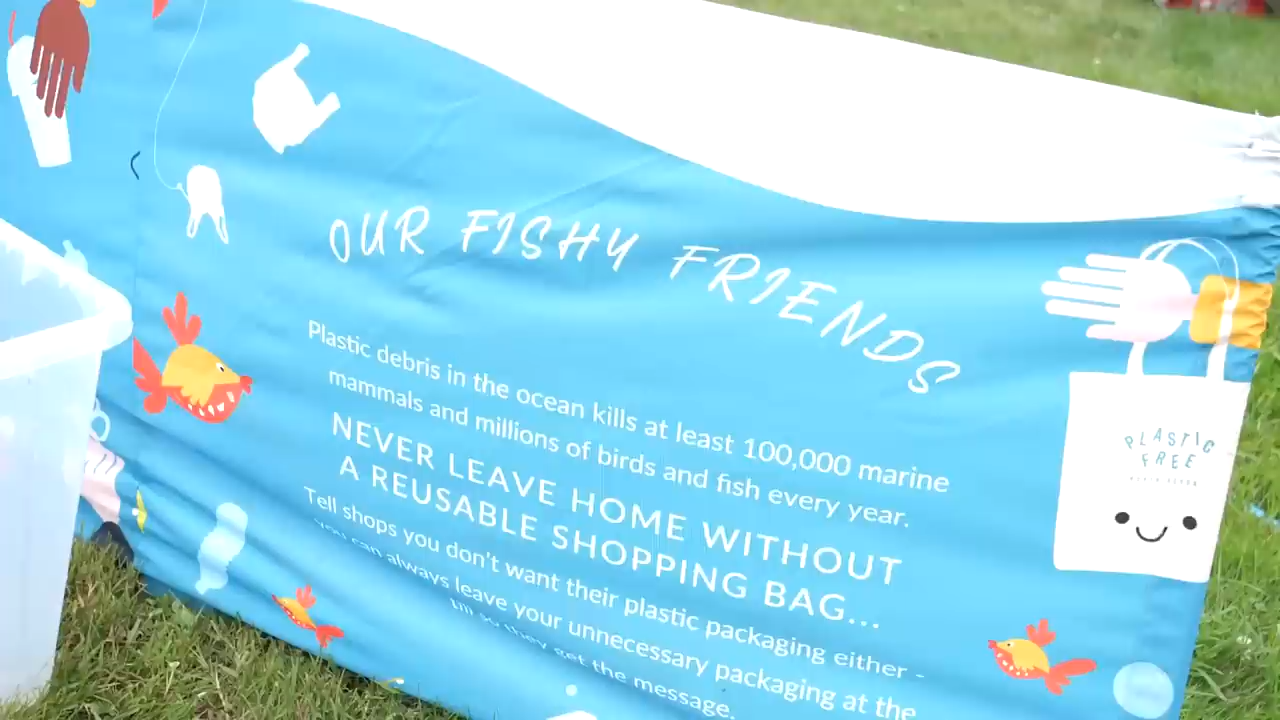 OUR FISHY FRIENDS
Plastic debris in the ocean kills at least 100,000 marine
mammals and millions of birds and fish every year.
NEVER LEAVE HOME WITHOUT
A REUSABLE SHOPPING BAG...
Tell shops you don't want their plastic packaging either -
you can always leave your unnecessary packaging at the
till so they get the message.
PLASTIC
FREE